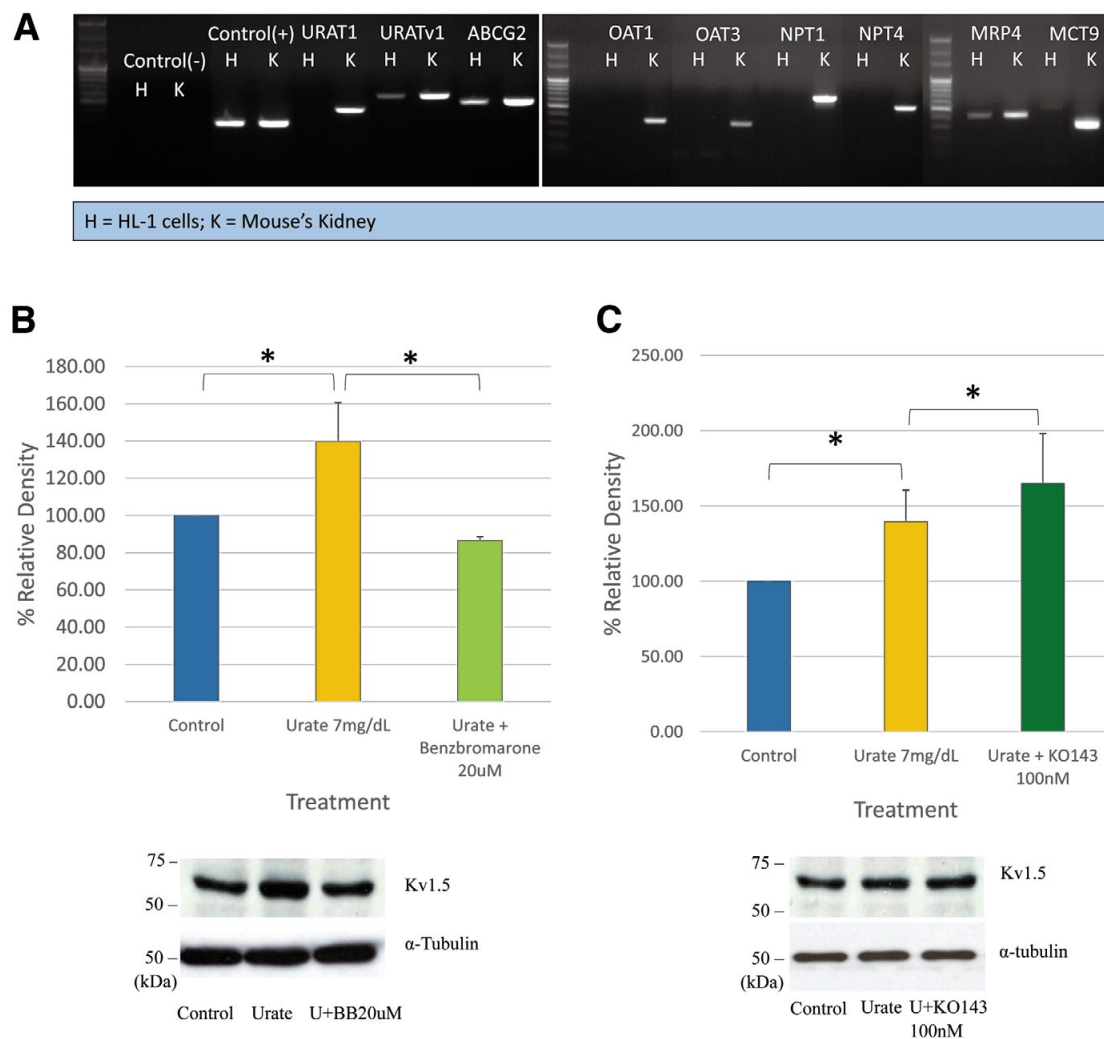 A
Control(-)
H K
Control(+) URAT1 URATv1 ABCG2
H K H K H K H K
OAT1 OAT3 NPT1 NPT4 MRP4 MCT9
H K H K H K H K H K H K
H = HL-1 cells; K = Mouse's Kidney
B
180.00
160.00
140.00
120.00
100.00
80.00
60.00
40.00
20.00
0.00
% Relative Density
* *
Control Urate 7mg/dL Urate +
Benzbromarone
20uM
Treatment
75 –
50 –
Kv1.5
50 –
(kDa)
α-Tubulin
Control Urate U+BB20uM
C
250.00
200.00
150.00
100.00
50.00
0.00
% Relative Density
* *
Control Urate 7mg/dL Urate + KO143
100nM
Treatment
75 –
50 –
Kv1.5
50 –
(kDa)
α-tubulin
Control Urate U+KO143
100nM